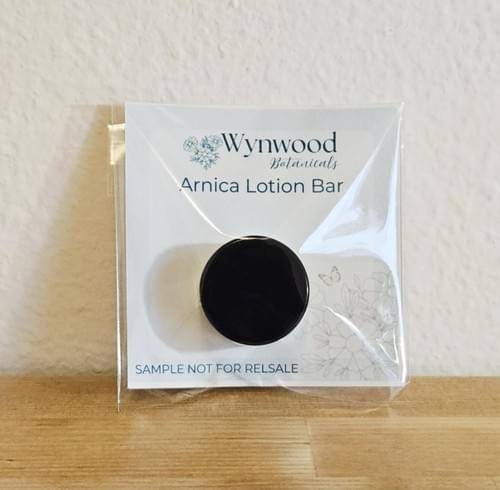 Wynwood
Botanicals
Arnica Lotion Bar
SAMPLE NOT FOR RELSALE